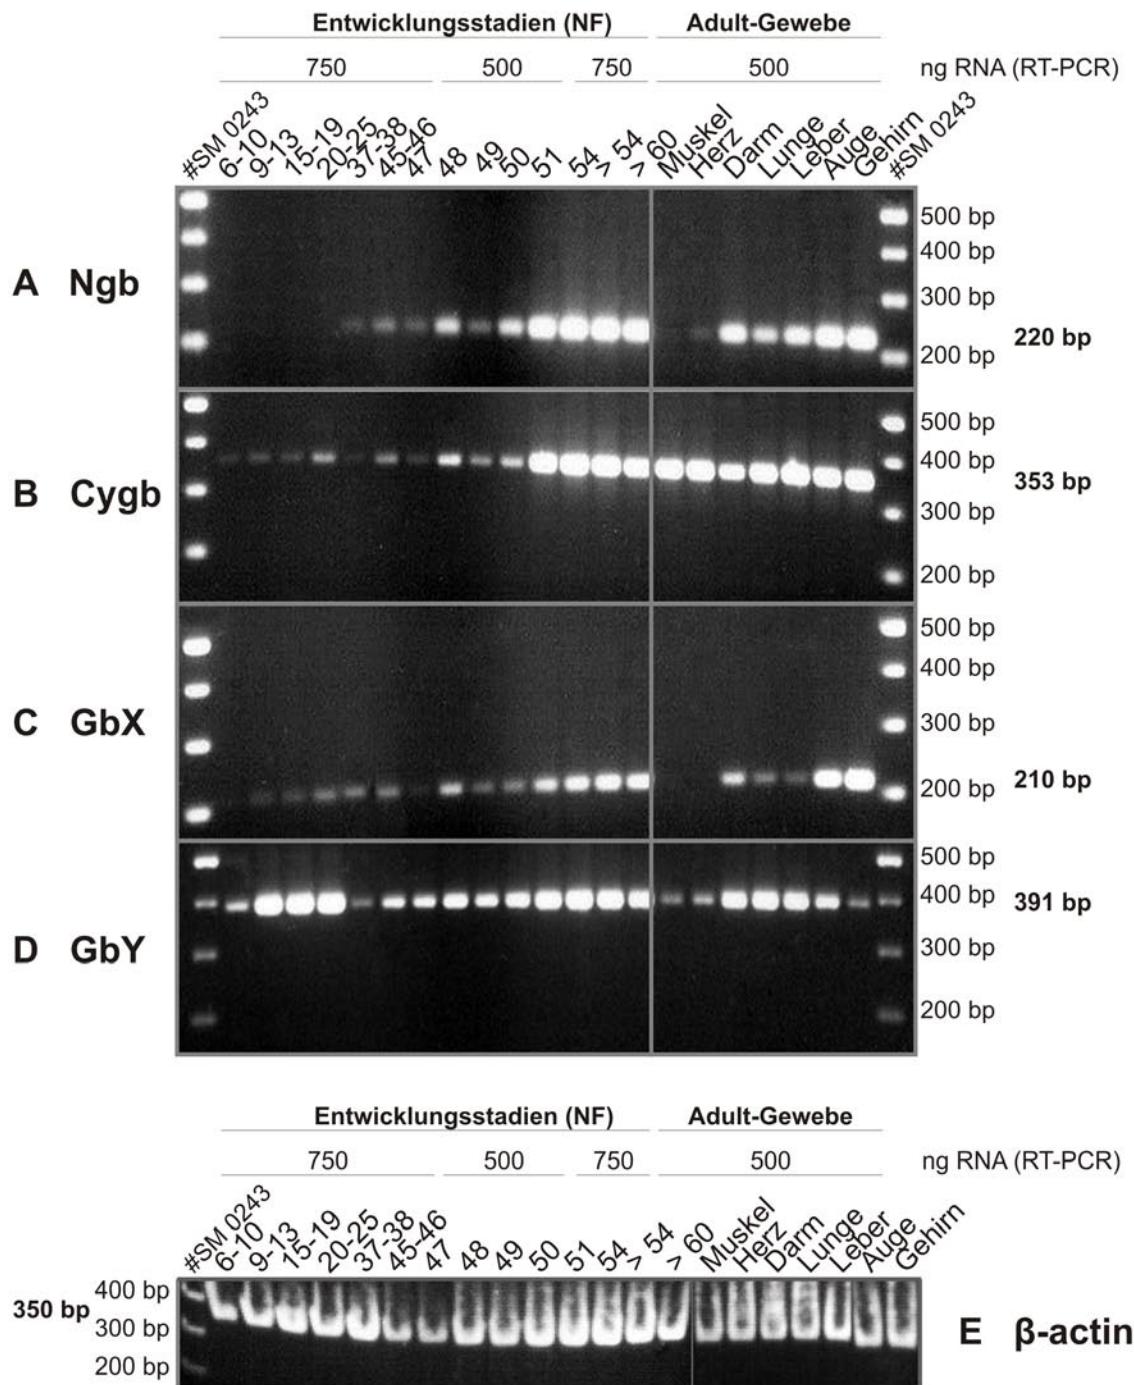 Entwicklungsstadien (NF) Adult-Gewebe
750 500 750 500 ng RNA (RT-PCR)
#SM 0243 6-10 9-13 15-19 20-25 37-38 45-46 47 48 49 50 51 54 > 54 > 60 Muskel Herz Darm Lunge Leber Auge Gehirn #SM 0243
500 bp
400 bp
A Ngb
300 bp
220 bp
200 bp
500 bp
400 bp
B Cygb 353 bp
300 bp
200 bp
500 bp
400 bp
C GbX
300 bp
210 bp
200 bp
500 bp
400 bp
391 bp
D GbY
300 bp
200 bp
Entwicklungsstadien (NF) Adult-Gewebe
750 500 750 500 ng RNA (RT-PCR)
#SM 0243 6-10 9-13 15-19 20-25 37-38 45-46 47 48 49 50 51 54 > 54 > 60 Muskel Herz Darm Lunge Leber Auge Gehirn
400 bp
350 bp
300 bp
E β-actin
200 bp